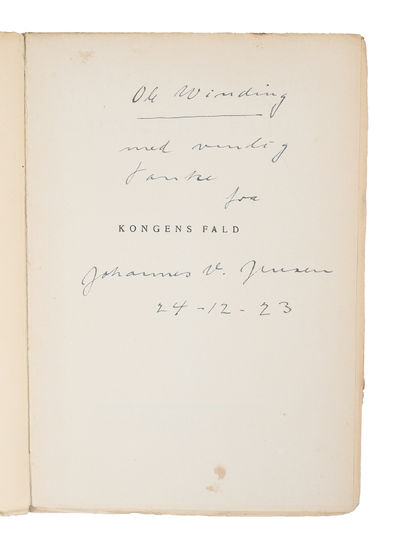 Ole Winding
med venlig
Tanke
fra
KONGENS FALD
Johannes V. Jensen
24-12-23